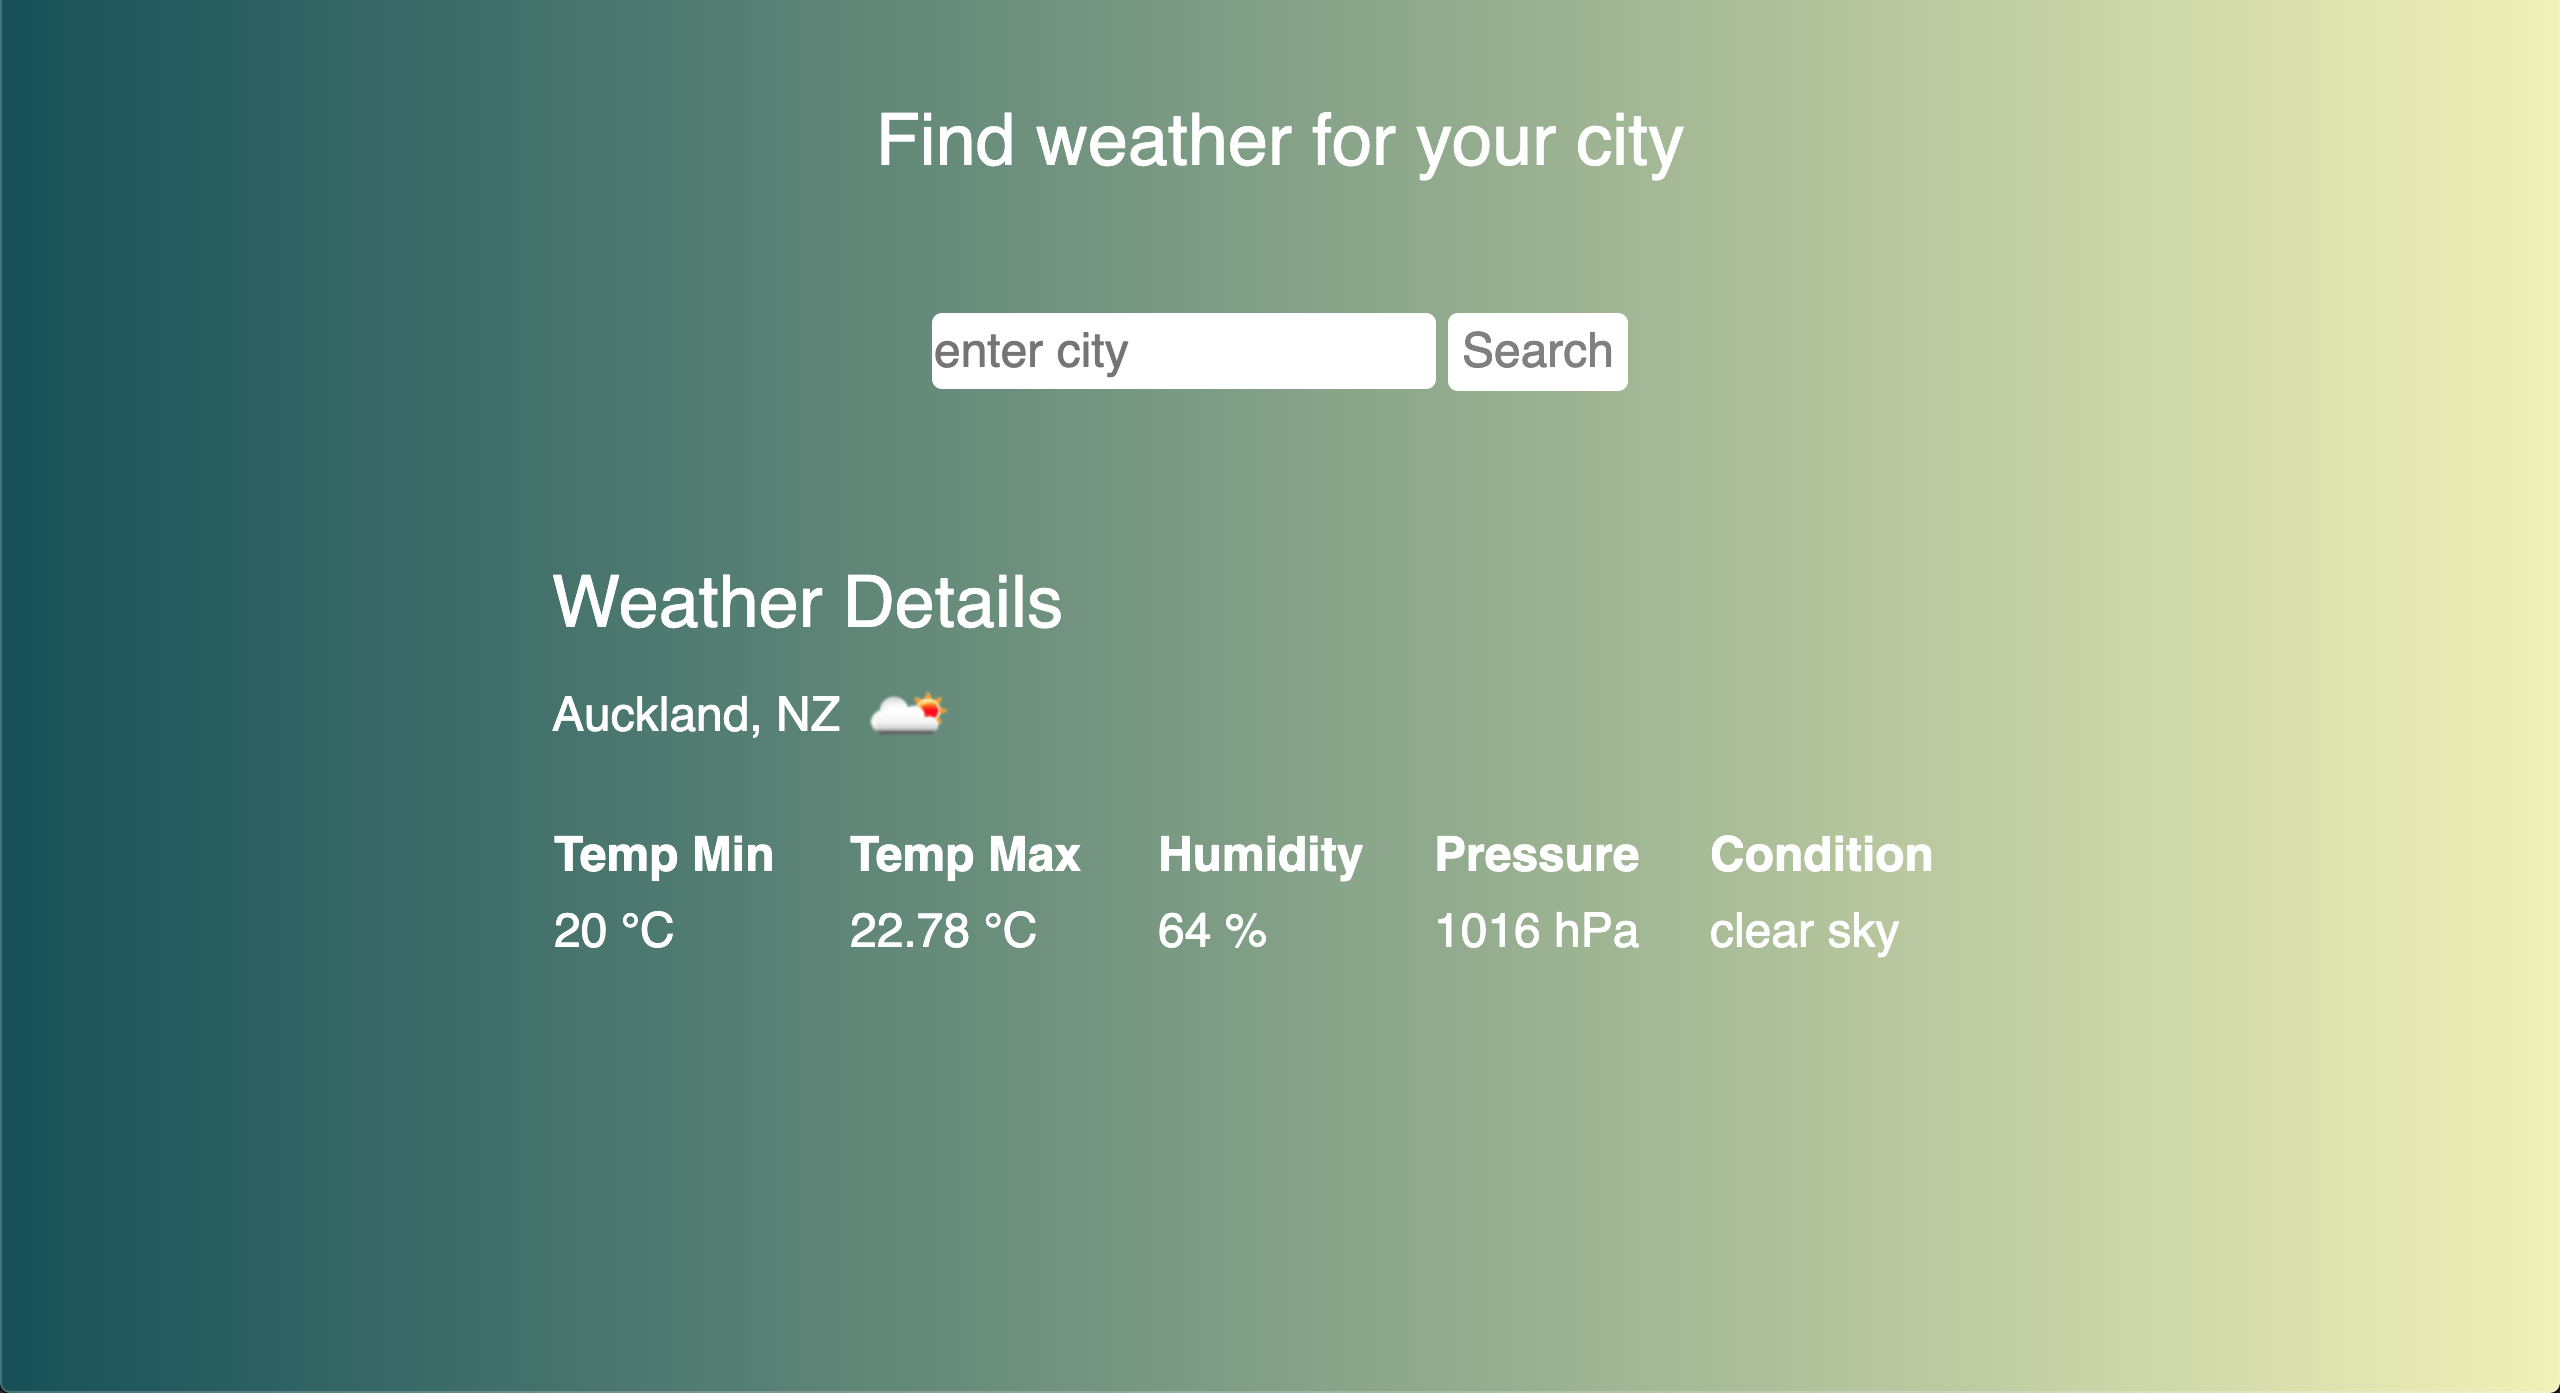 Find weather for your city
enter city Search
Weather Details
Auckland, NZ
Temp Min Temp Max Humidity Pressure Condition
20 °C 22.78 °C 64 % 1016 hPa clear sky